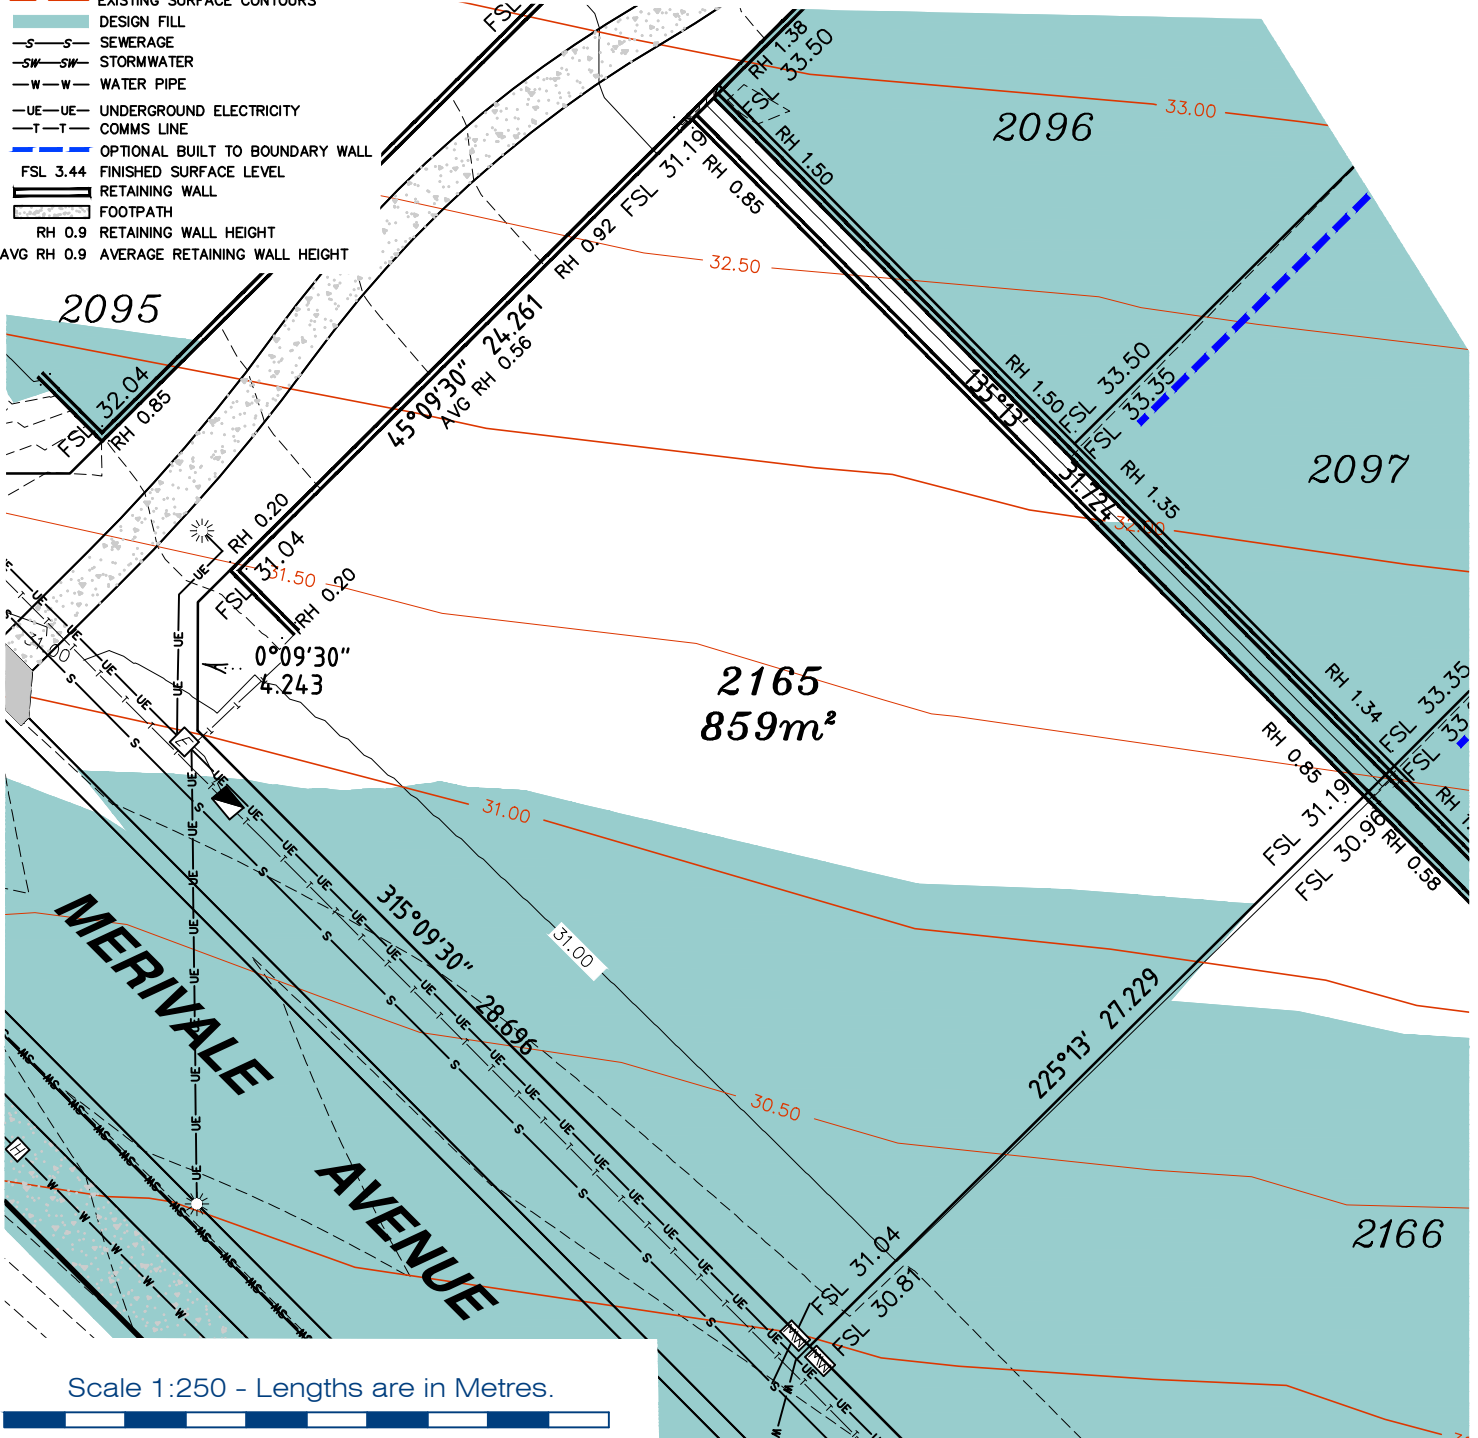 EXISTING SURFACE CONTOURS
DESIGN FILL
S S SEWERAGE
SW SW STORMWATER
W W WATER PIPE
UE UE UNDERGROUND ELECTRICITY
T T COMMS LINE
OPTIONAL BUILT TO BOUNDARY WALL
FSL 3.44 FINISHED SURFACE LEVEL
RETAINING WALL
FOOTPATH
RH 0.9 RETAINING WALL HEIGHT
AVG RH 0.9 AVERAGE RETAINING WALL HEIGHT
FSL
RH 1.38
FSL 33.50
33.00
2096
RH 1.50
FSL 31.19
RH 0.85
RH 0.92
32.50
2095
45°09'30" 24.261
AVG RH 0.56
FSL 32.04
RH 0.85
135°13'
31.724
RH 1.50
FSL 33.50
FSL 33.35
2097
RH 1.35
32.00
RH 0.20
FSL 31.04
31.50
RH 0.20
31.00
0°09'30"
4.243
2165
859m²
RH 1.34
FSL 33.35
FSL
RH 0.85
FSL 31.19
FSL 30.96
RH 0.58
E
31.00
315°09'30"
28.696
31.00
MERIVALE
AVENUE
225°13' 27.229
30.50
2166
H
FSL 31.04
FSL 30.81
Scale 1:250 - Lengths are in Metres.